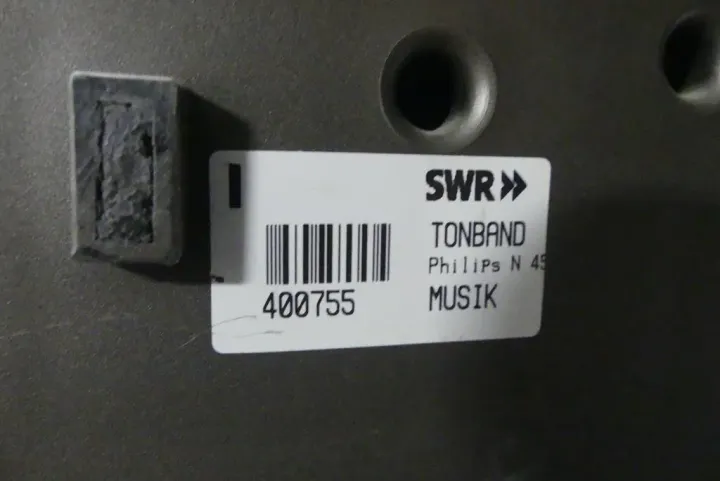 SWR
TONBAND
Philips N 45
400755
MUSIK